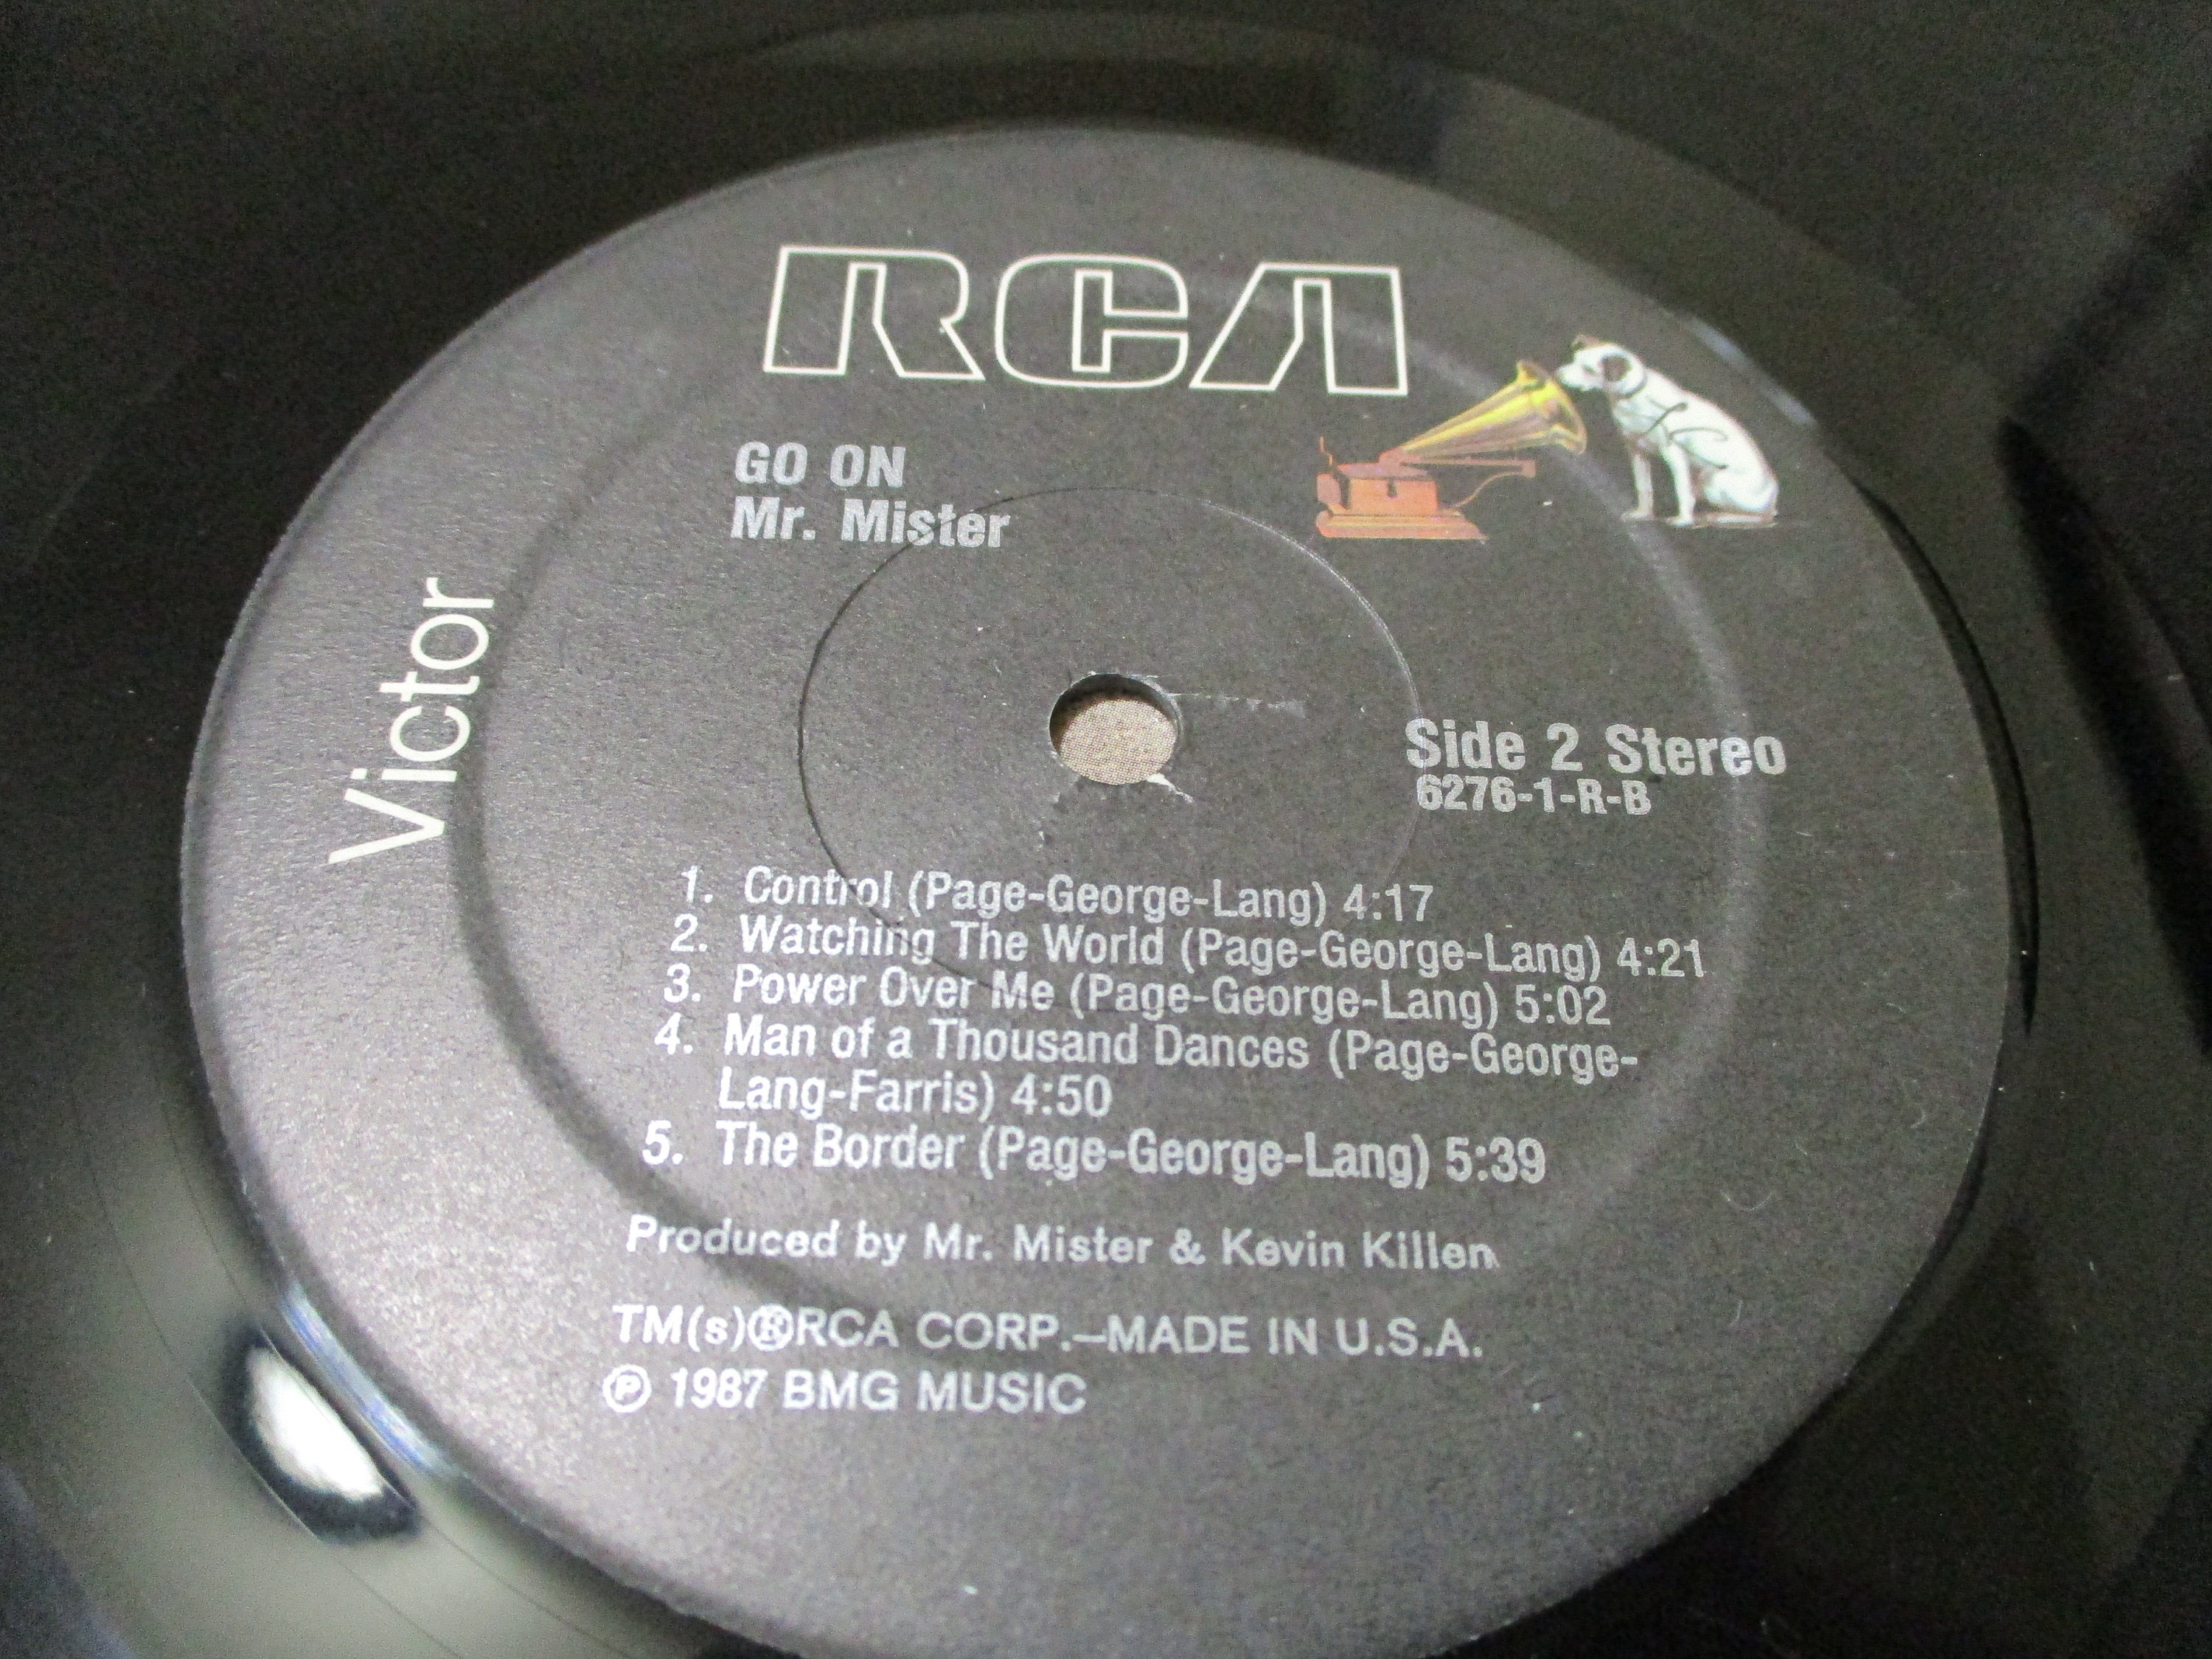 RCA
GO ON
Mr. Mister
Victor
Side 2 Stereo
6276-1-R-B
1. Control (Page-George-Lang) 4:17
2. Watching The World (Page-George-Lang) 4:21
3. Power Over Me (Page-George-Lang) 5:02
4. Man of a Thousand Dances (Page-George-
Lang-Farris) 4:50
5. The Border (Page-George-Lang) 5:39
Produced by Mr. Mister & Kevin Killen
TM(s)®RCA CORP.—MADE IN U.S.A.
℗ 1987 BMG MUSIC